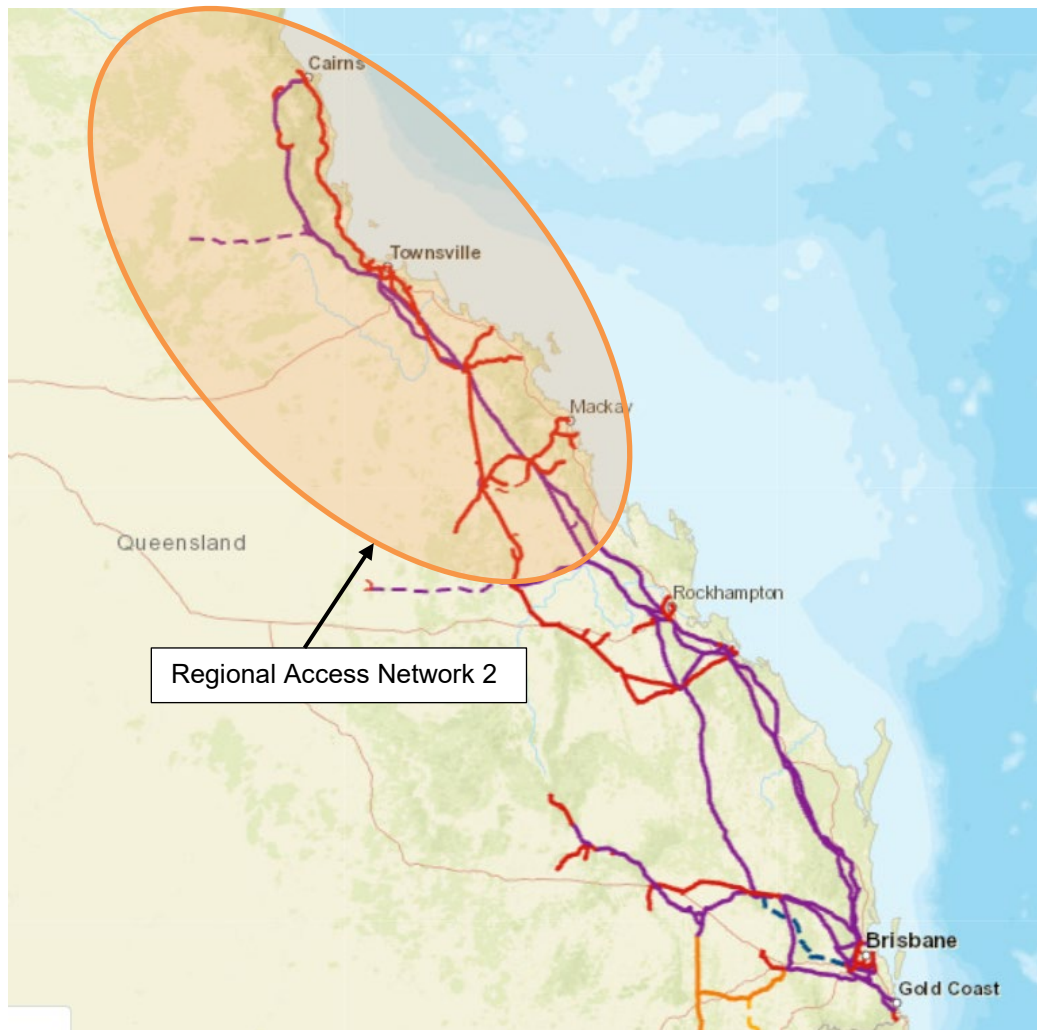 Cairns
Townsville
Mackay
Queensland
Rockhampton
Regional Access Network 2
Brisbane
Gold Coast